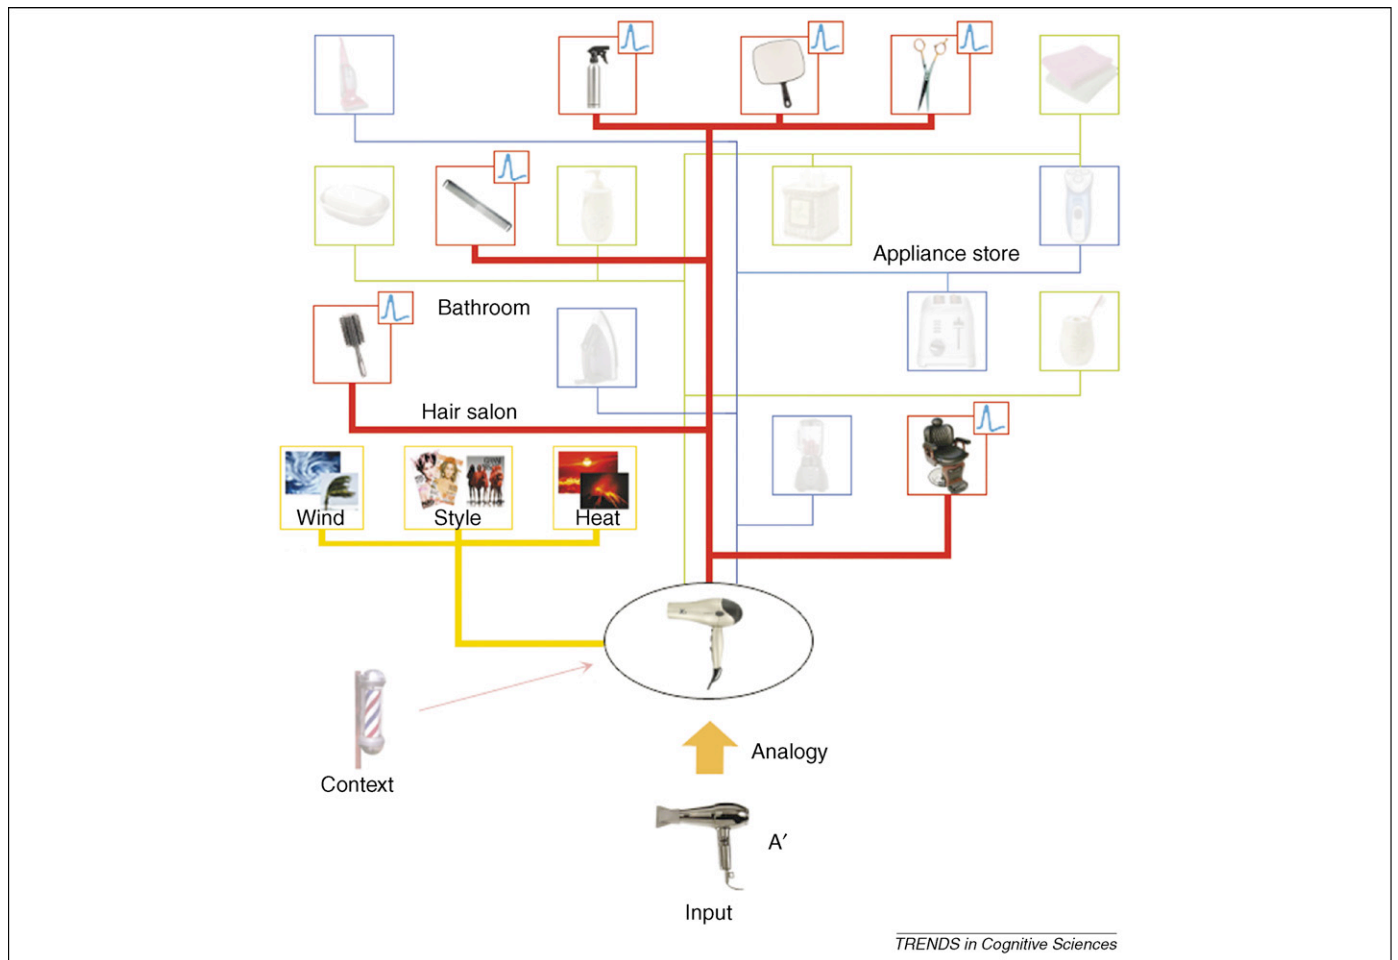 Appliance store
Bathroom
Hair salon
Wind
Style
Heat
Analogy
Context
A′
Input
TRENDS in Cognitive Sciences